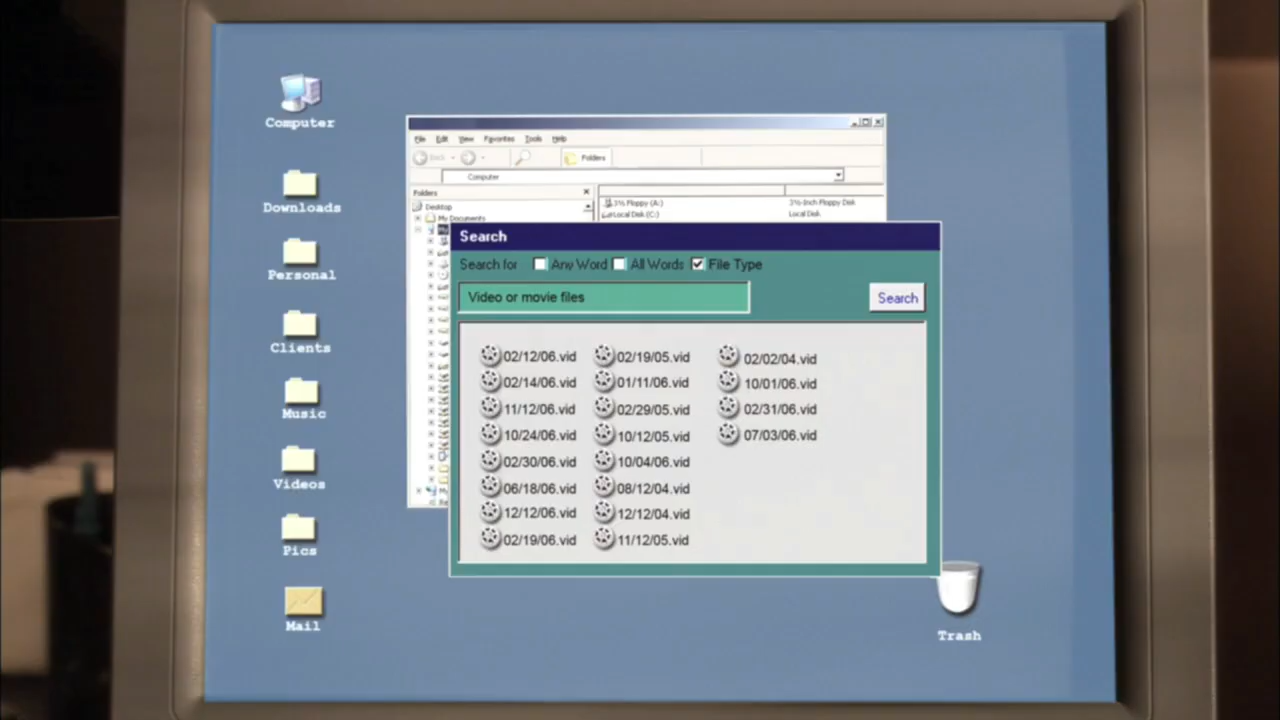 Computer
Downloads
Personal
Clients
Music
Videos
Pics
Mail
File Edit View Favorites Tools Help
Back
Folders
Computer
Folders
Desktop
My Documents
3½ Floppy (A:) 3½-Inch Floppy Disk
Local Disk (C:) Local Disk
Search
Search for Any Word All Words File Type
Video or movie files
Search
02/12/06.vid 02/19/05.vid 02/02/04.vid
02/14/06.vid 01/11/06.vid 10/01/06.vid
11/12/06.vid 02/29/05.vid 02/31/06.vid
10/24/06.vid 10/12/05.vid 07/03/06.vid
02/30/06.vid 10/04/06.vid
06/18/06.vid 08/12/04.vid
12/12/06.vid 12/12/04.vid
02/19/06.vid 11/12/05.vid
Trash